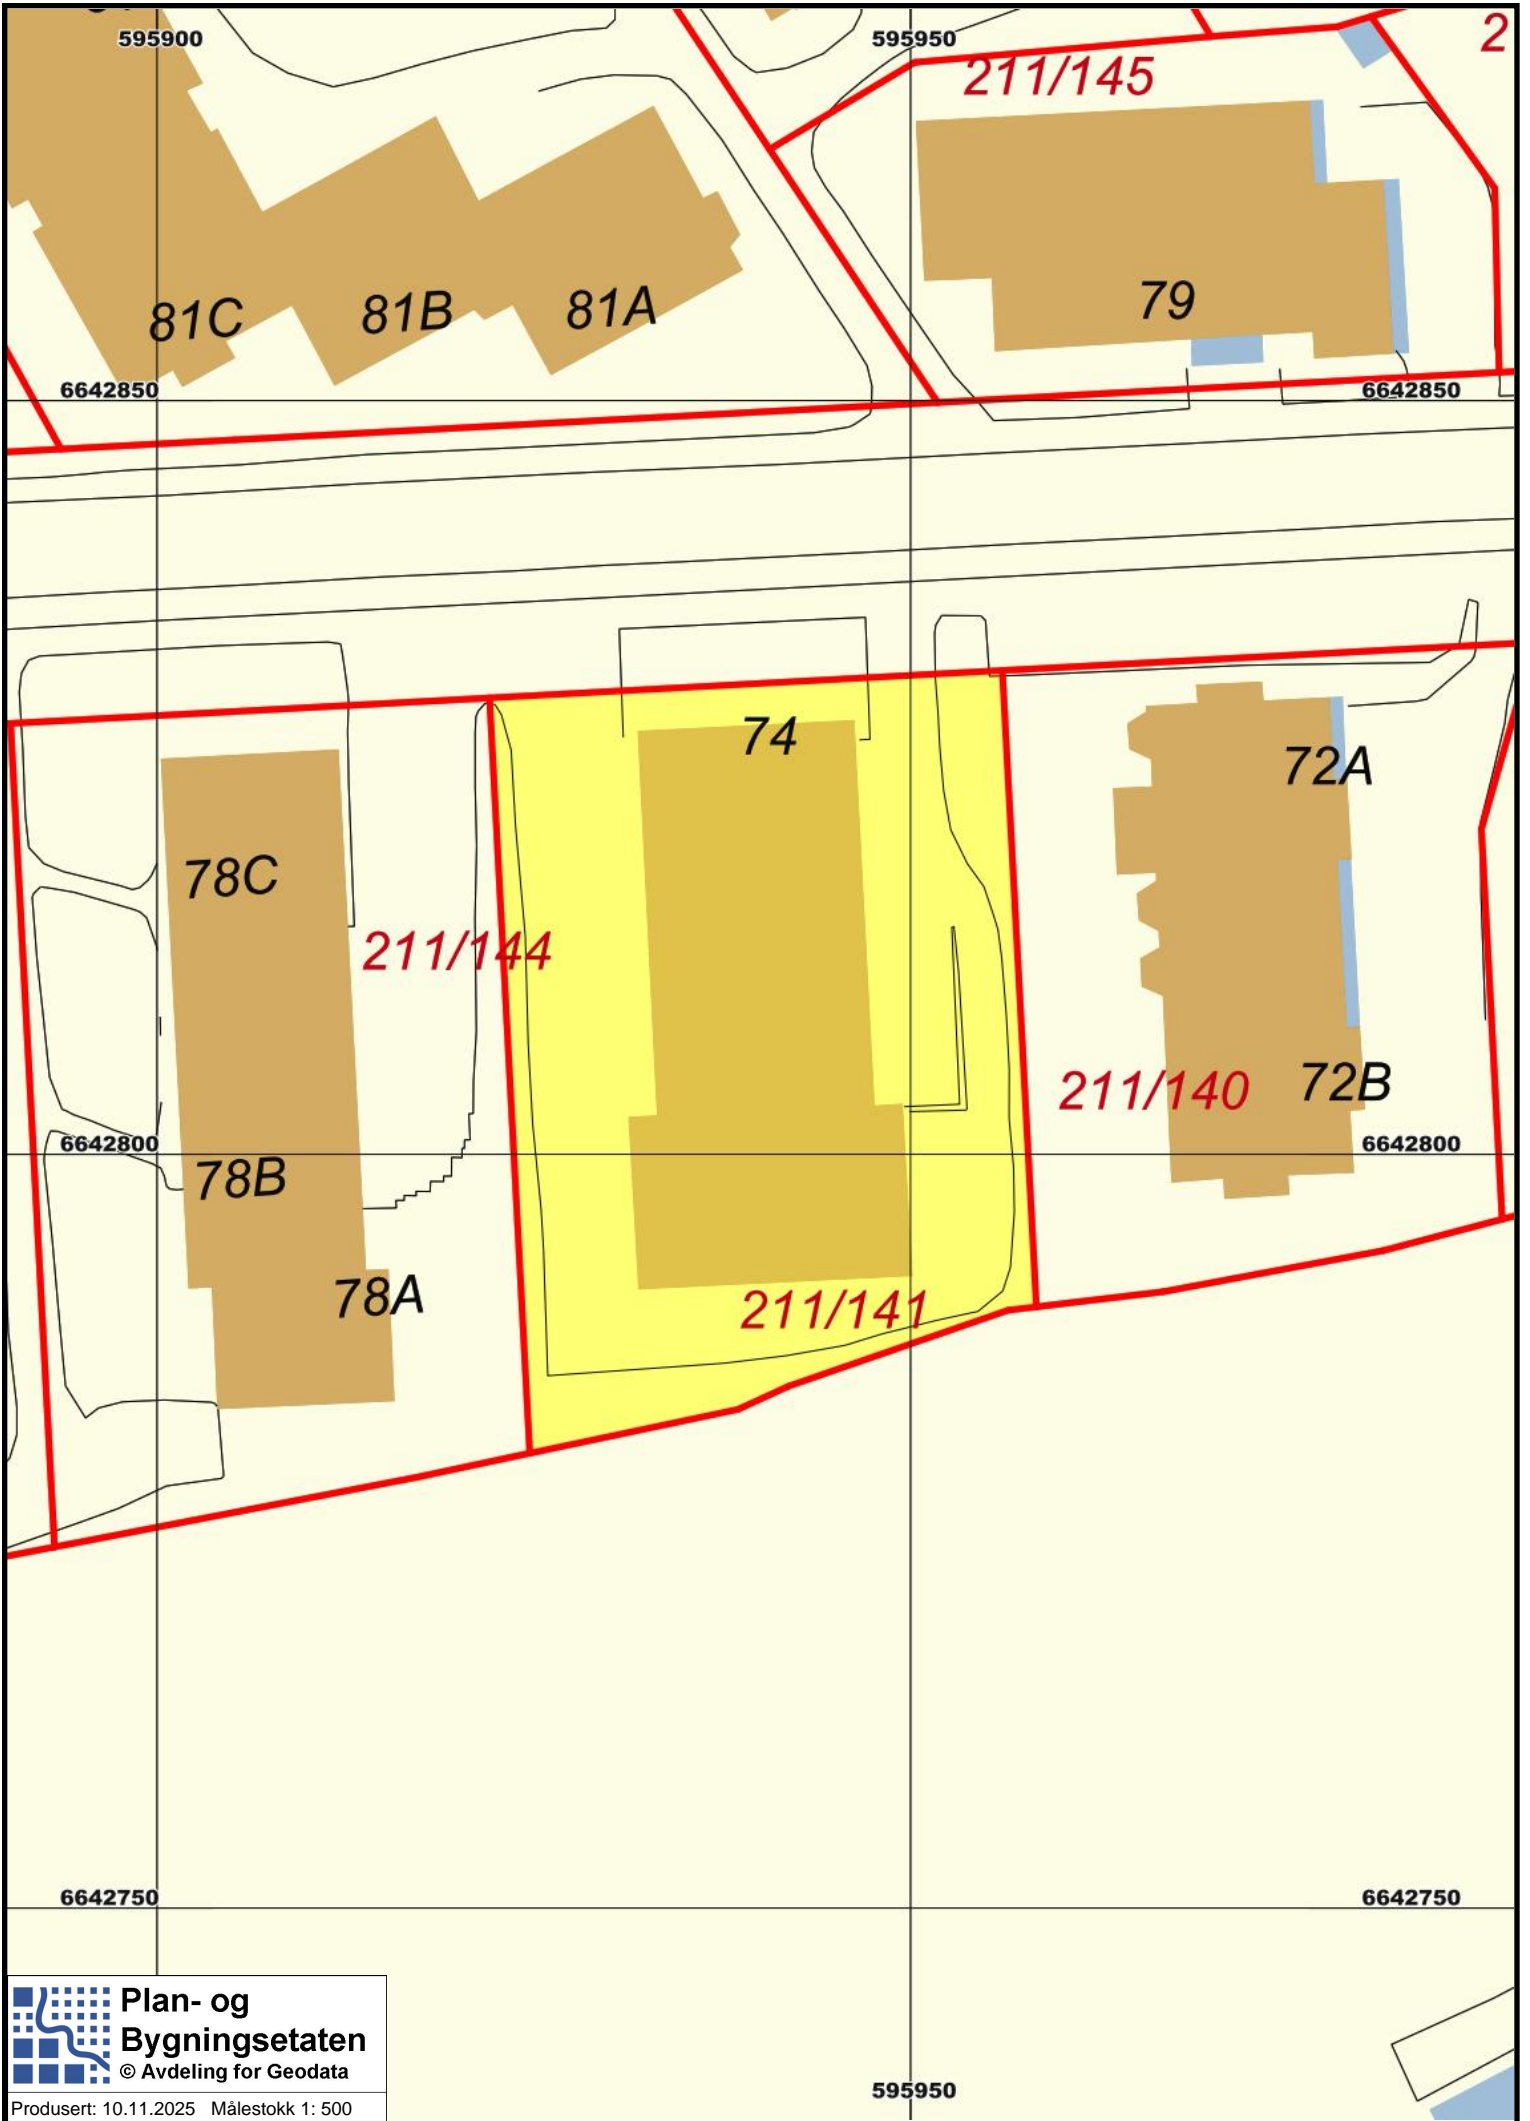 595900
595950
2
211/145
81C
81B
81A
79
6642850
6642850
74
72A
78C
211/144
211/140
72B
6642800
6642800
78B
78A
211/141
6642750
6642750
Plan- og
Bygningsetaten
© Avdeling for Geodata
595950
Produsert: 10.11.2025 Målestokk 1: 500